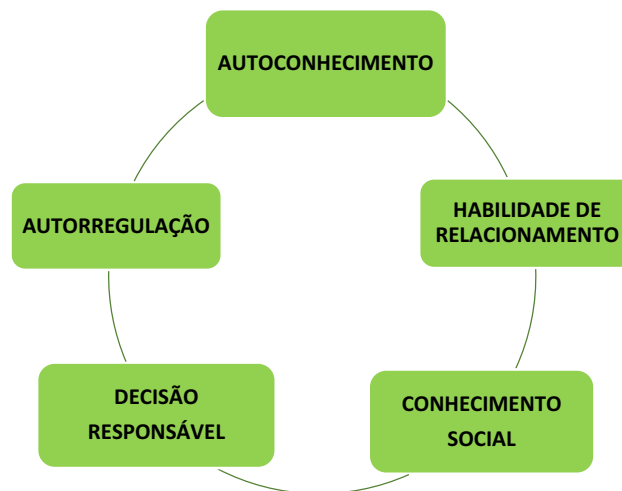 AUTOCONHECIMENTO
AUTORREGULAÇÃO
HABILIDADE DE
RELACIONAMENTO
DECISÃO
RESPONSÁVEL
CONHECIMENTO
SOCIAL